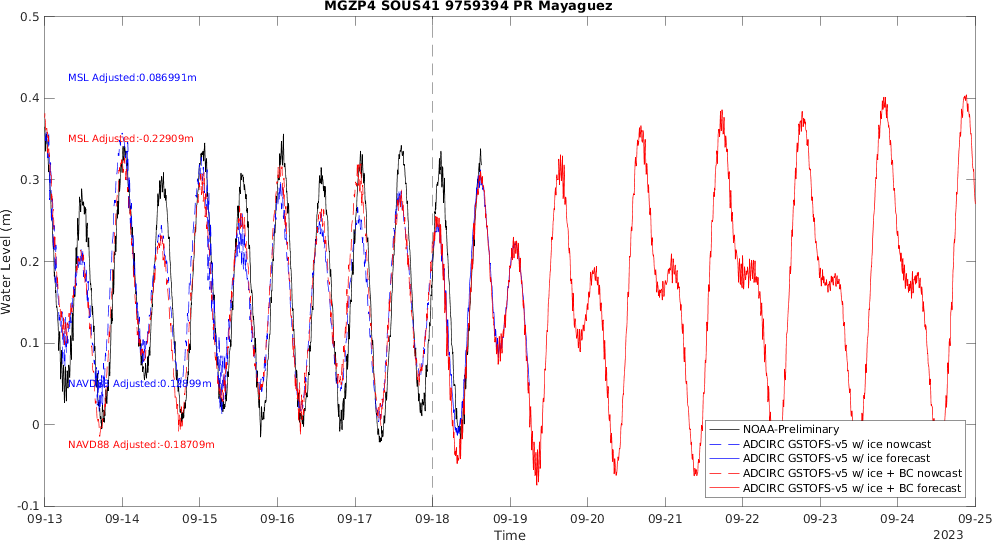 MGZP4 SOUS41 9759394 PR Mayaguez
0.5
0.4
0.3
0.2
0.1
0
-0.1
Water Level (m)
MSL Adjusted:0.086991m
MSL Adjusted:-0.22909m
NAVD88 Adjusted:0.12899m
NAVD88 Adjusted:-0.18709m
NOAA-Preliminary
ADCIRC GSTOFS-v5 w/ ice nowcast
ADCIRC GSTOFS-v5 w/ ice forecast
ADCIRC GSTOFS-v5 w/ ice + BC nowcast
ADCIRC GSTOFS-v5 w/ ice + BC forecast
09-13 09-14 09-15 09-16 09-17 09-18 09-19 09-20 09-21 09-22 09-23 09-24 09-25
Time
2023